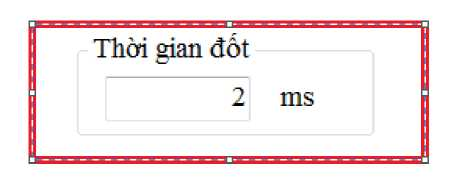 Thời gian đốt
2 ms